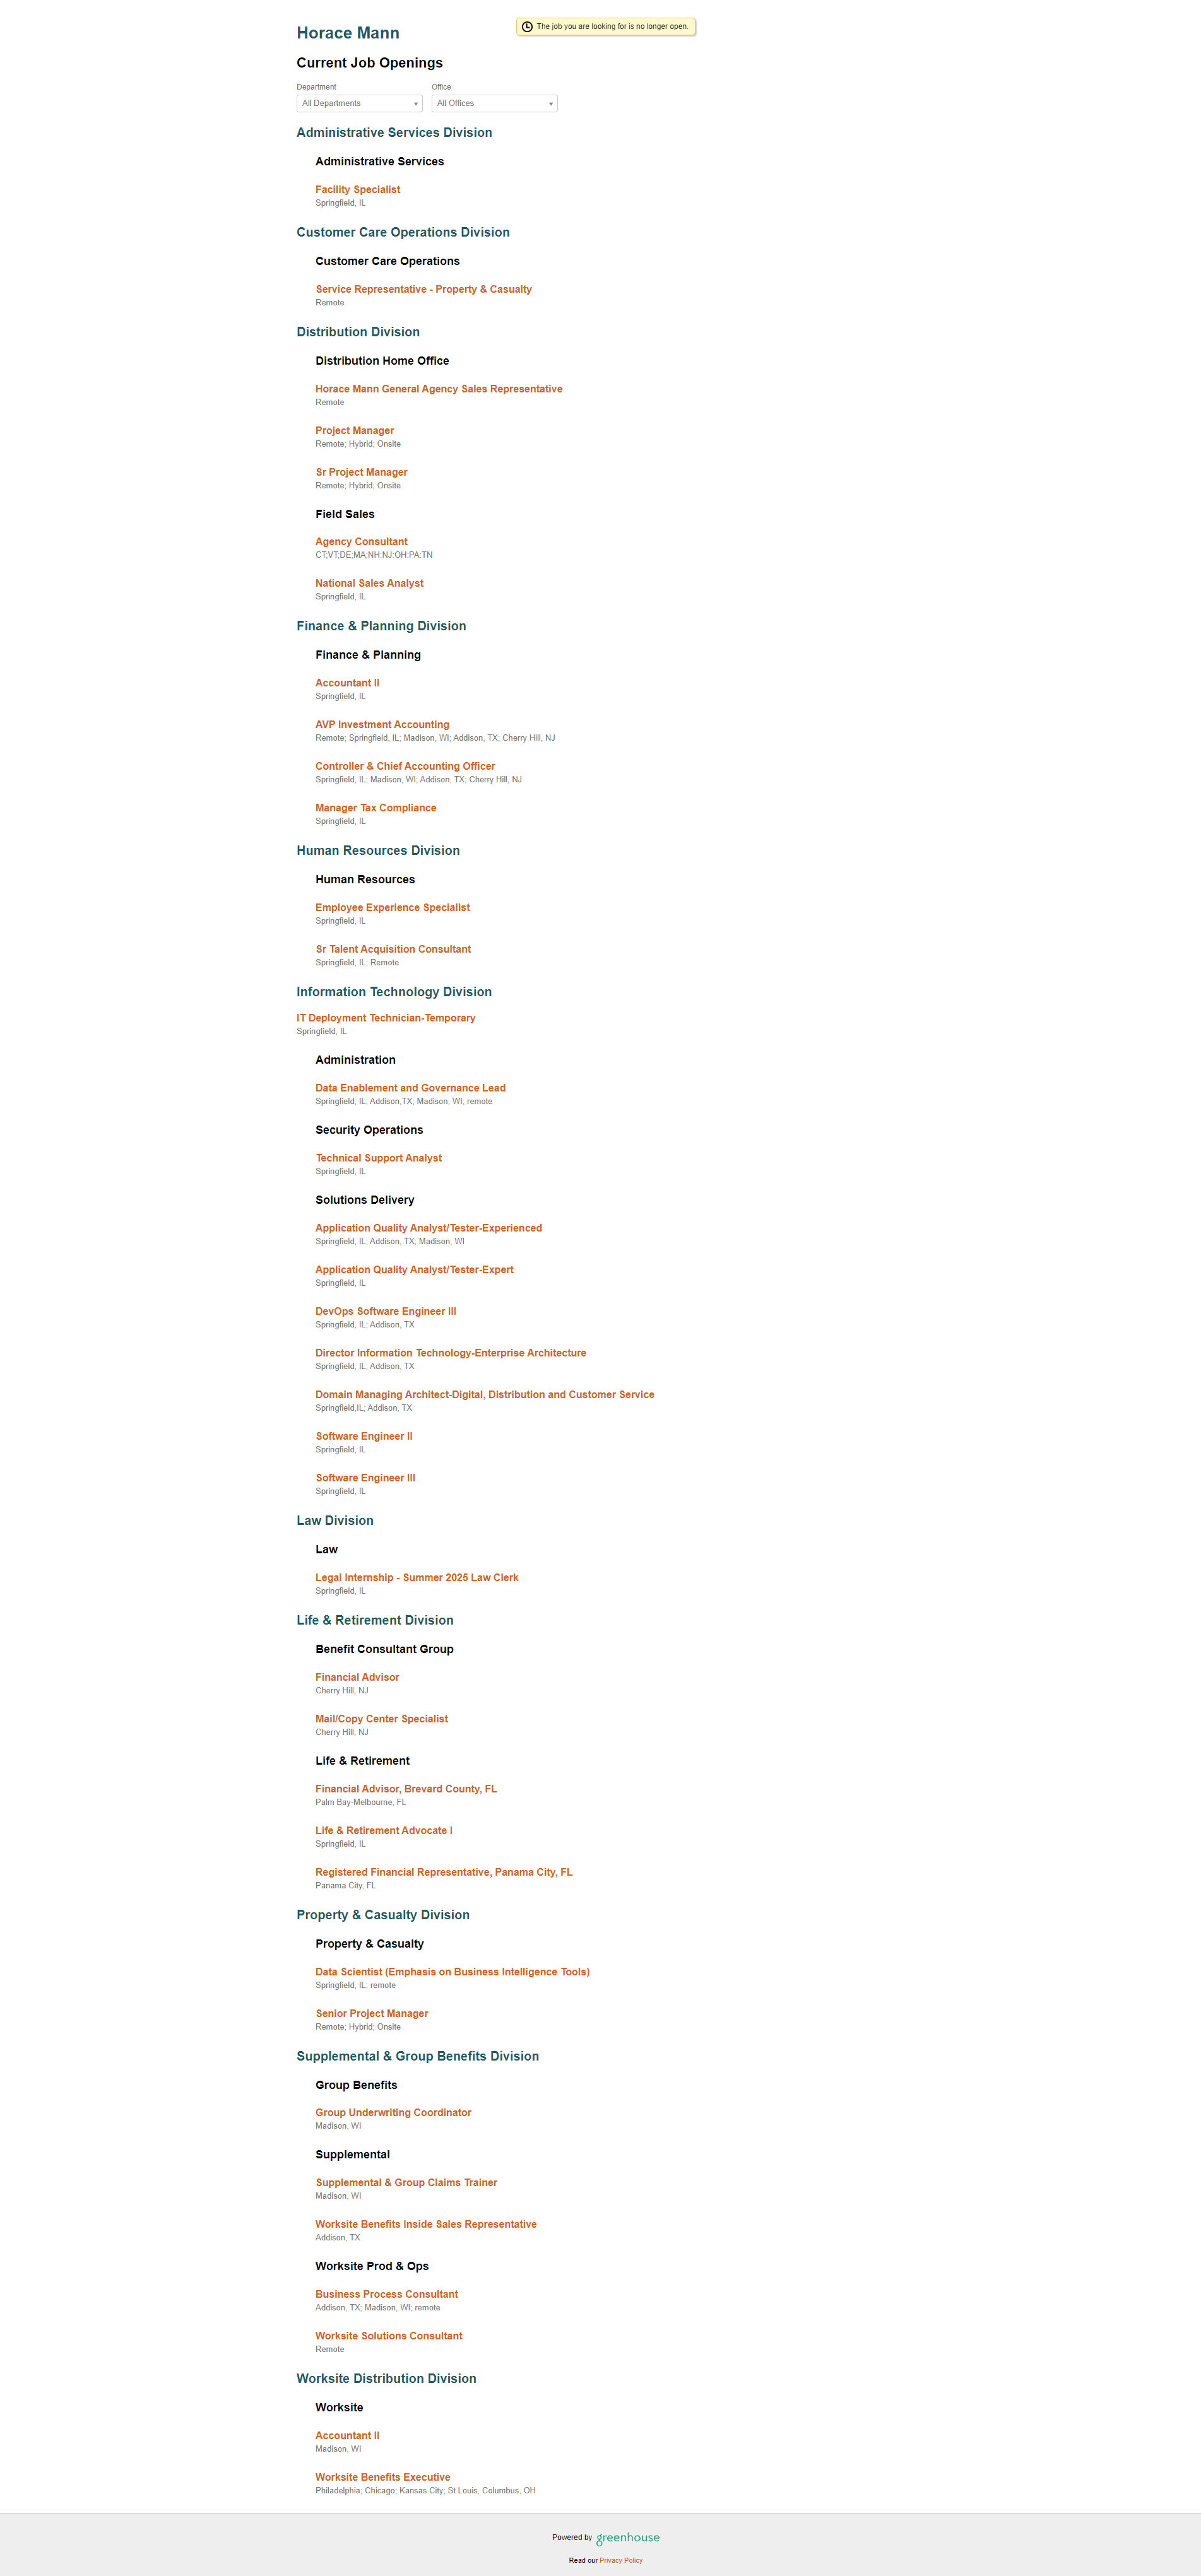 The job you are looking for is no longer open.
Horace Mann
Current Job Openings
Department
Office
All Departments
All Offices
Administrative Services Division
Administrative Services
Facility Specialist
Springfield, IL
Customer Care Operations Division
Customer Care Operations
Service Representative - Property & Casualty
Remote
Distribution Division
Distribution Home Office
Horace Mann General Agency Sales Representative
Remote
Project Manager
Remote; Hybrid; Onsite
Sr Project Manager
Remote; Hybrid; Onsite
Field Sales
Agency Consultant
CT;VT;DE;MA;NH:NJ:OH:PA:TN
National Sales Analyst
Springfield, IL
Finance & Planning Division
Finance & Planning
Accountant II
Springfield, IL
AVP Investment Accounting
Remote; Springfield, IL; Madison, WI; Addison, TX; Cherry Hill, NJ
Controller & Chief Accounting Officer
Springfield, IL; Madison, WI; Addison, TX; Cherry Hill, NJ
Manager Tax Compliance
Springfield, IL
Human Resources Division
Human Resources
Employee Experience Specialist
Springfield, IL
Sr Talent Acquisition Consultant
Springfield, IL; Remote
Information Technology Division
IT Deployment Technician-Temporary
Springfield, IL
Administration
Data Enablement and Governance Lead
Springfield, IL; Addison,TX; Madison, WI; remote
Security Operations
Technical Support Analyst
Springfield, IL
Solutions Delivery
Application Quality Analyst/Tester-Experienced
Springfield, IL; Addison, TX; Madison, WI
Application Quality Analyst/Tester-Expert
Springfield, IL
DevOps Software Engineer III
Springfield, IL; Addison, TX
Director Information Technology-Enterprise Architecture
Springfield, IL; Addison, TX
Domain Managing Architect-Digital, Distribution and Customer Service
Springfield,IL; Addison, TX
Software Engineer II
Springfield, IL
Software Engineer III
Springfield, IL
Law Division
Law
Legal Internship - Summer 2025 Law Clerk
Springfield, IL
Life & Retirement Division
Benefit Consultant Group
Financial Advisor
Cherry Hill, NJ
Mail/Copy Center Specialist
Cherry Hill, NJ
Life & Retirement
Financial Advisor, Brevard County, FL
Palm Bay-Melbourne, FL
Life & Retirement Advocate I
Springfield, IL
Registered Financial Representative, Panama City, FL
Panama City, FL
Property & Casualty Division
Property & Casualty
Data Scientist (Emphasis on Business Intelligence Tools)
Springfield, IL; remote
Senior Project Manager
Remote; Hybrid; Onsite
Supplemental & Group Benefits Division
Group Benefits
Group Underwriting Coordinator
Madison, WI
Supplemental
Supplemental & Group Claims Trainer
Madison, WI
Worksite Benefits Inside Sales Representative
Addison, TX
Worksite Prod & Ops
Business Process Consultant
Addison, TX; Madison, WI; remote
Worksite Solutions Consultant
Remote
Worksite Distribution Division
Worksite
Accountant II
Madison, WI
Worksite Benefits Executive
Philadelphia; Chicago; Kansas City; St Louis, Columbus, OH
Powered by greenhouse
Read our Privacy Policy